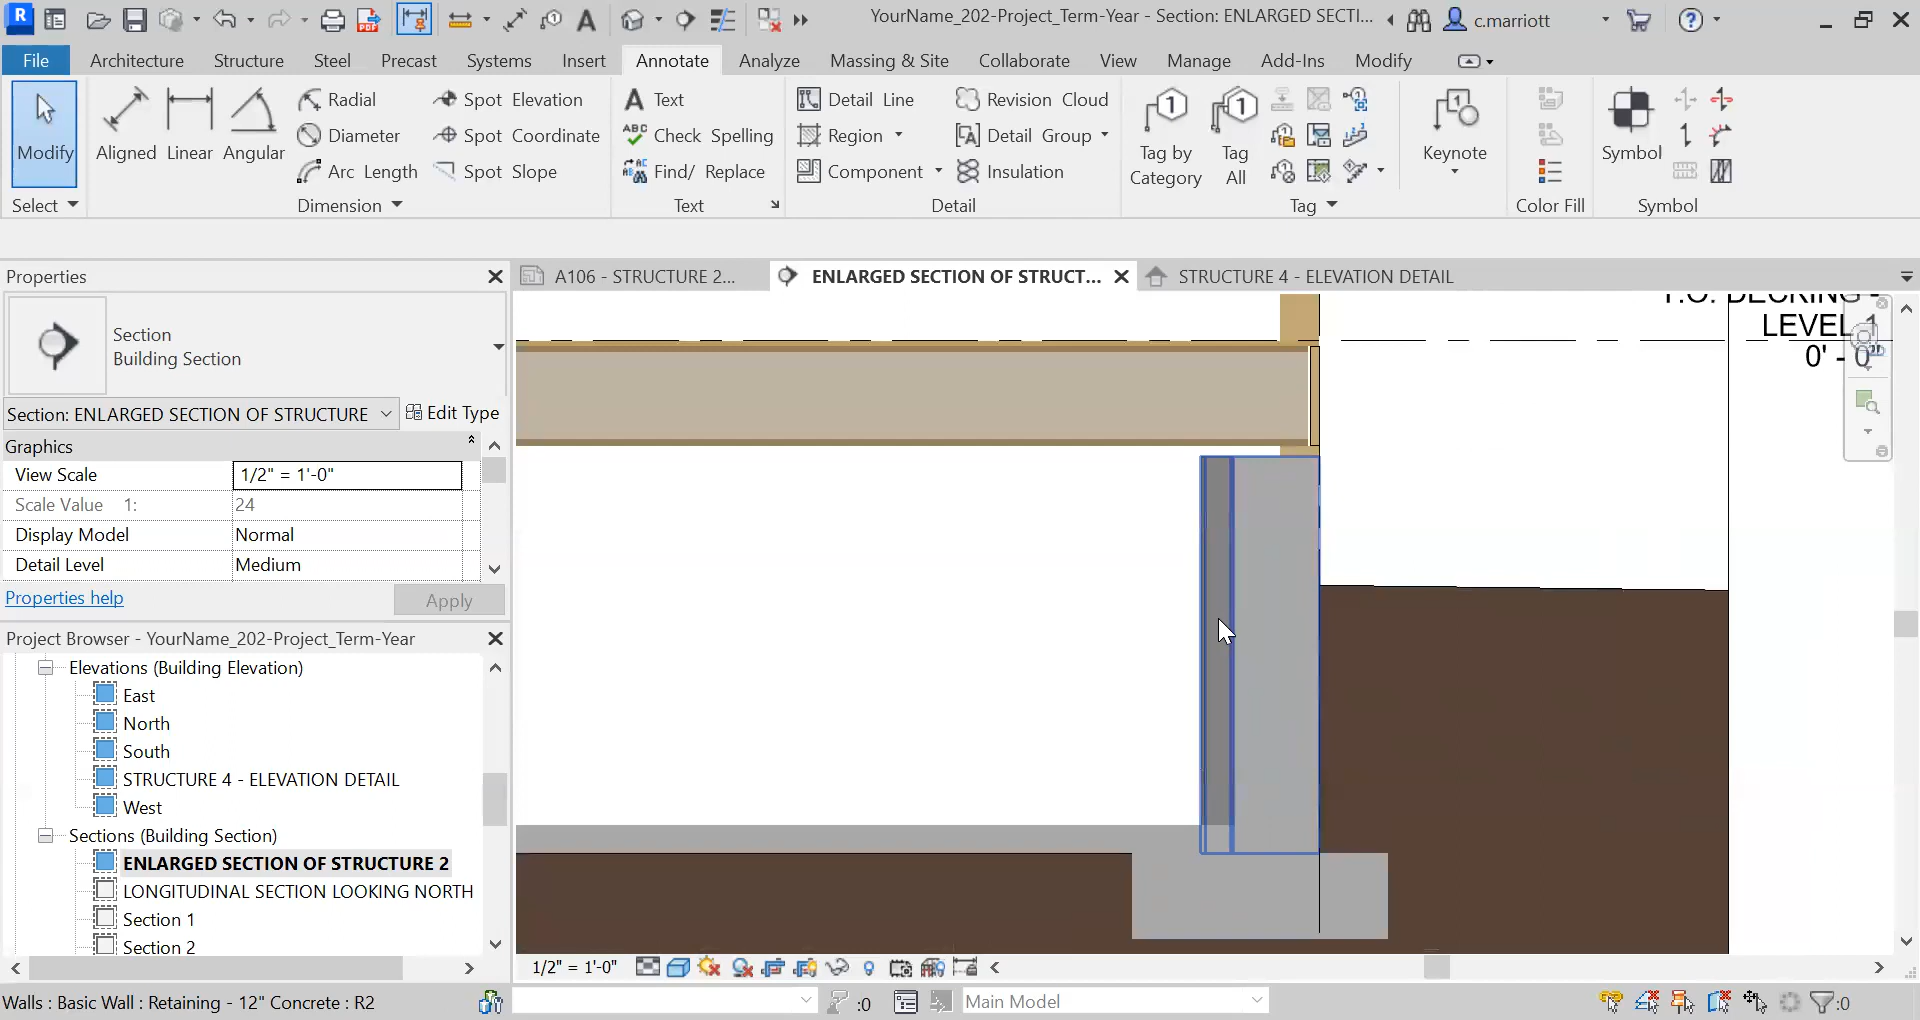 YourName_202-Project_Term-Year - Section: ENLARGED SECTI...
c.marriott
File Architecture Structure Steel Precast Systems Insert Annotate Analyze Massing & Site Collaborate View Manage Add-Ins Modify
Modify
Aligned
Linear
Angular
Radial
Diameter
Arc Length
Spot Elevation
Spot Coordinate
Spot Slope
Text
Check Spelling
Find/ Replace
Detail Line
Region
Component
Revision Cloud
Detail Group
Insulation
Tag by
Category
Tag
All
Keynote
Symbol
Select
Dimension
Text
Detail
Tag
Color Fill
Symbol
Properties
A106 - STRUCTURE 2...
ENLARGED SECTION OF STRUCT...
STRUCTURE 4 - ELEVATION DETAIL
Section
Building Section
Section: ENLARGED SECTION OF STRUCTURE
Edit Type
Graphics
View Scale 1/2" = 1'-0"
Scale Value 1: 24
Display Model Normal
Detail Level Medium
Properties help
Apply
Project Browser - YourName_202-Project_Term-Year
Elevations (Building Elevation)
East
North
South
STRUCTURE 4 - ELEVATION DETAIL
West
Sections (Building Section)
ENLARGED SECTION OF STRUCTURE 2
LONGITUDINAL SECTION LOOKING NORTH
Section 1
Section 2
T.O. DECKING -
LEVEL 1
0' - 0"
1/2" = 1'-0"
Walls : Basic Wall : Retaining - 12" Concrete : R2
:0
Main Model
:0